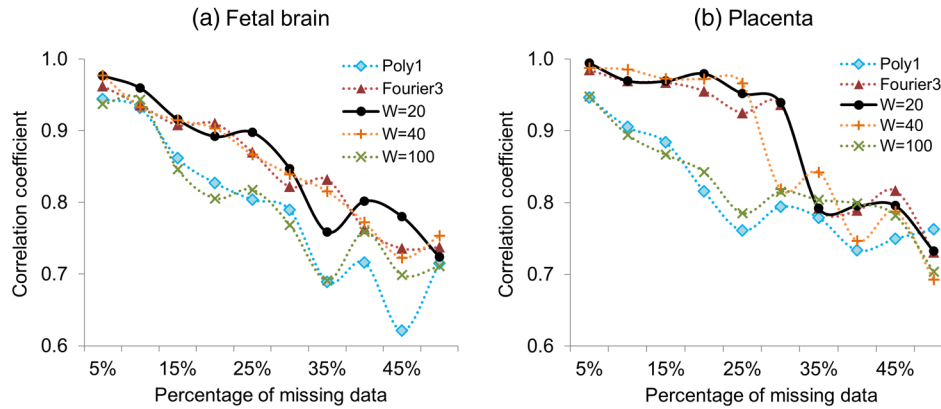 (a) Fetal brain
Correlation coefficient
1.0
0.9
0.8
0.7
0.6
5%
15%
25%
35%
45%
Percentage of missing data
Poly1
Fourier3
W=20
W=40
W=100
(b) Placenta
Correlation coefficient
1.0
0.9
0.8
0.7
0.6
5%
15%
25%
35%
45%
Percentage of missing data
Poly1
Fourier3
W=20
W=40
W=100